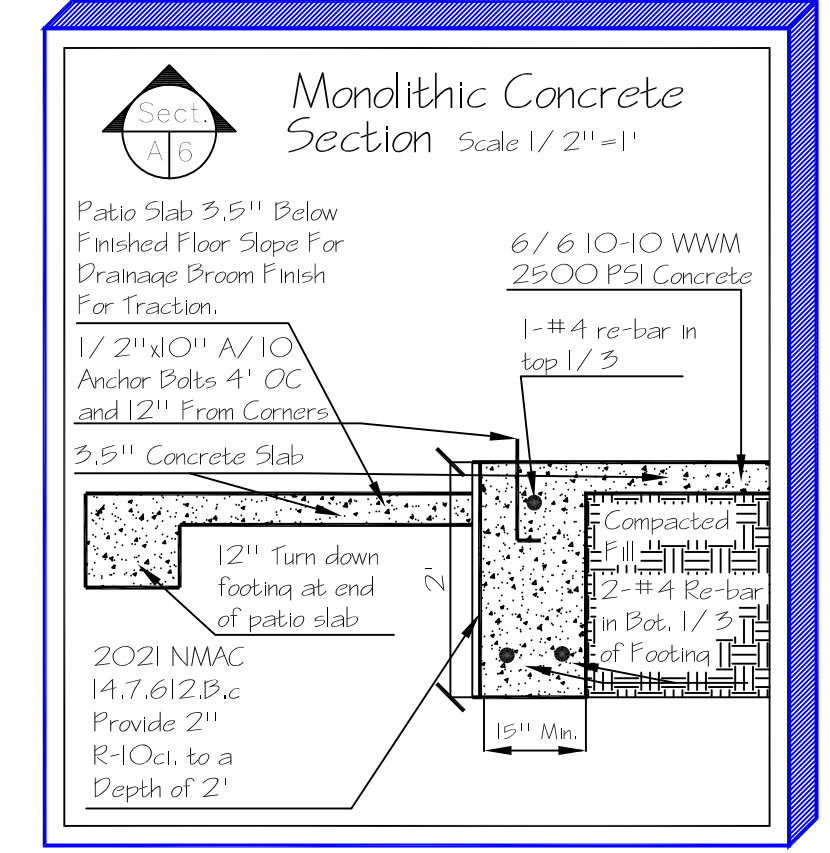 Sect.
A 6
Monolithic Concrete
Section Scale 1/2"=1'
Patio Slab 3.5" Below
Finished Floor Slope For
Drainage Broom Finish
For Traction.
1/2"x10" A/10
Anchor Bolts 4' OC
and 12" From Corners
3.5" Concrete Slab
6/6 10-10 WWM
2500 PSI Concrete
1-#4 re-bar in
top 1/3
Compacted
Fill
2-#4 Re-bar
in Bot. 1/3
of Footing
12" Turn down
footing at end
of patio slab
2'
2021 NMAC
14.7.612.B.c
Provide 2"
R-10ci. to a
Depth of 2'
15" Min.